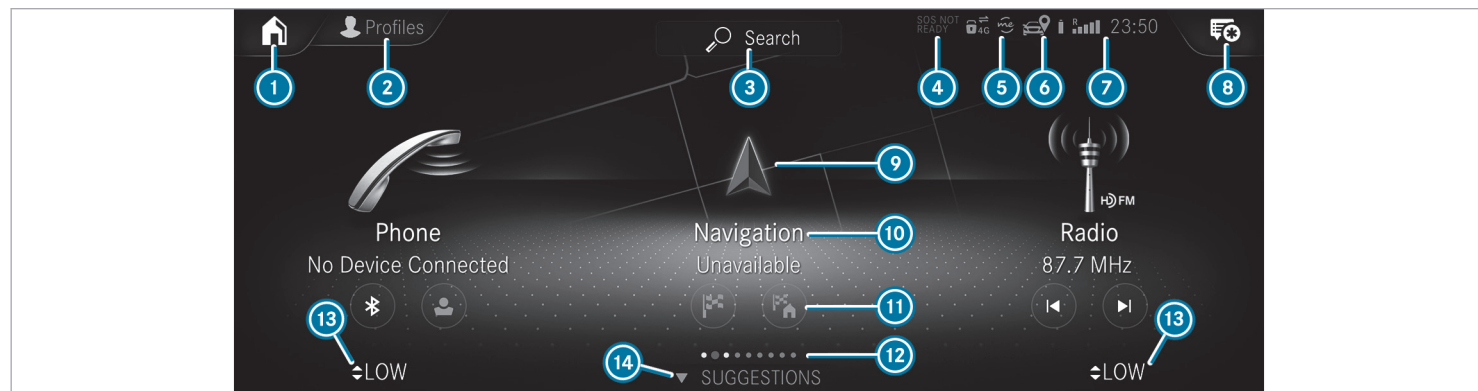 Profiles
Search
SOS NOT
READY
4G
me
R
23:50
1
2
3
4
5
6
7
8
9
HD FM
Phone
Navigation
10
Radio
No Device Connected
Unavailable
87.7 MHz
11
13
13
12
14
LOW
SUGGESTIONS
LOW